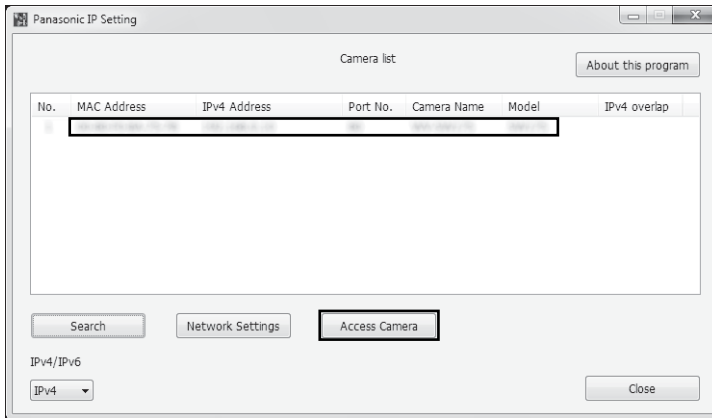 Panasonic IP Setting
Camera list
About this program
No. MAC Address IPv4 Address Port No. Camera Name Model IPv4 overlap
Search Network Settings Access Camera
IPv4/IPv6
IPv4
Close